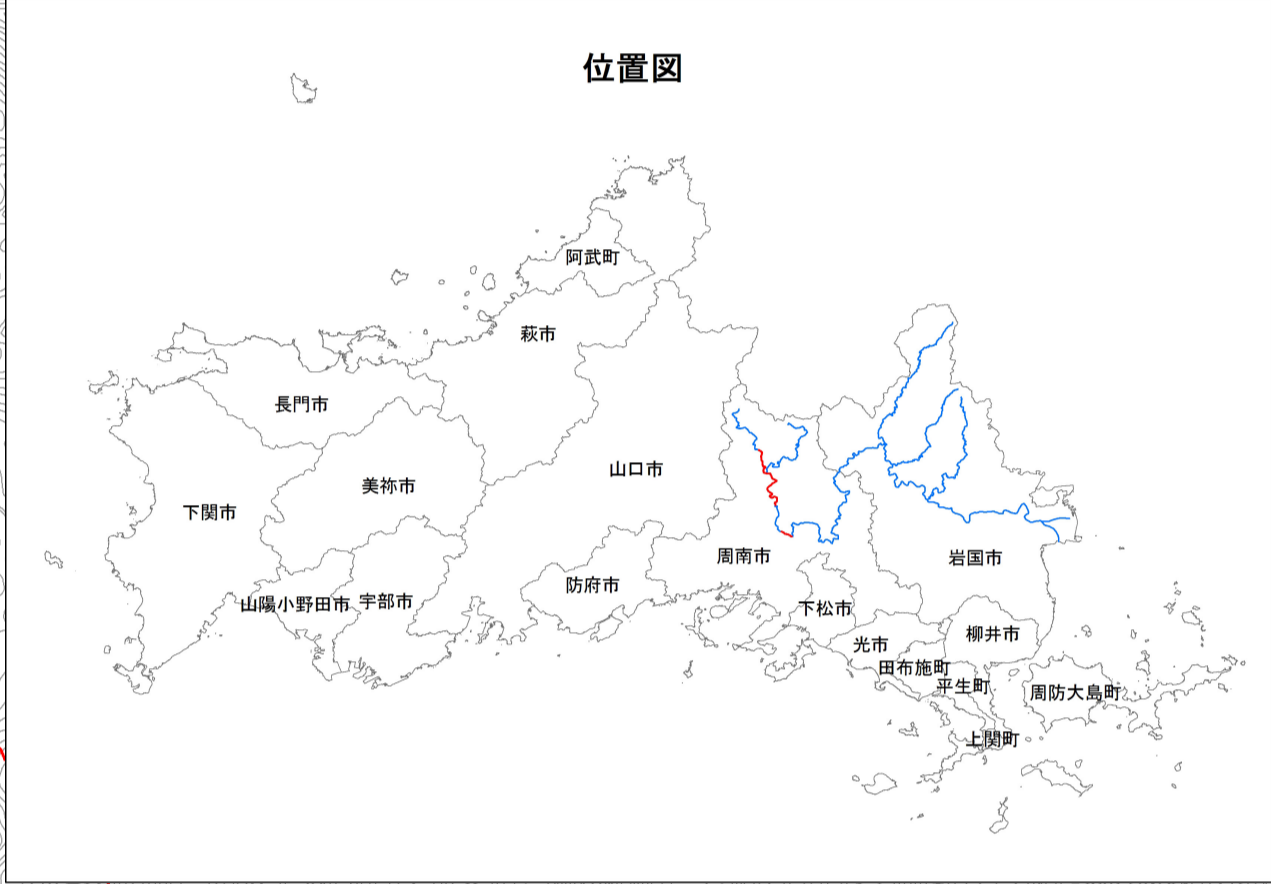 位置図
阿武町
萩市
長門市
山口市
美祢市
下関市
周南市
岩国市
防府市
山陽小野田市
宇部市
下松市
柳井市
光市
田布施町
平生町
周防大島町
上関町